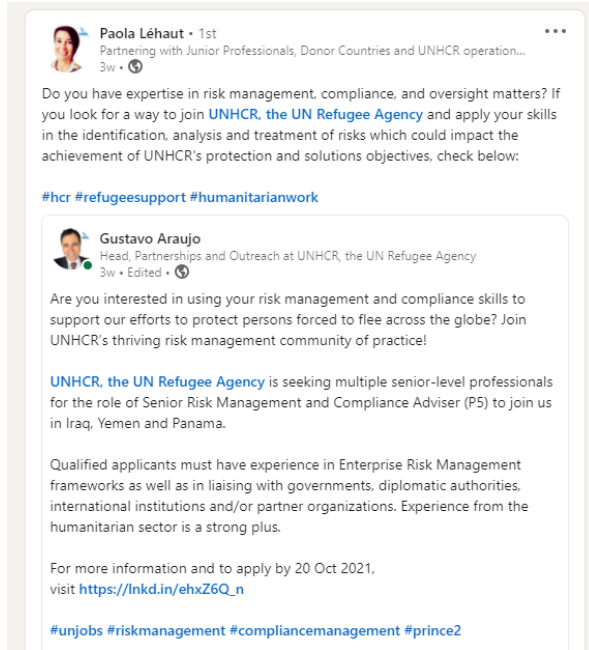 Paola Léhaut • 1st
Partnering with Junior Professionals, Donor Countries and UNHCR operation...
3w •
Do you have expertise in risk management, compliance, and oversight matters? If
you look for a way to join UNHCR, the UN Refugee Agency and apply your skills
in the identification, analysis and treatment of risks which could impact the
achievement of UNHCR's protection and solutions objectives, check below:
#hcr #refugeesupport #humanitarianwork
Gustavo Araujo
Head, Partnerships and Outreach at UNHCR, the UN Refugee Agency
3w • Edited •
Are you interested in using your risk management and compliance skills to
support our efforts to protect persons forced to flee across the globe? Join
UNHCR's thriving risk management community of practice!
UNHCR, the UN Refugee Agency is seeking multiple senior-level professionals
for the role of Senior Risk Management and Compliance Adviser (P5) to join us
in Iraq, Yemen and Panama.
Qualified applicants must have experience in Enterprise Risk Management
frameworks as well as in liaising with governments, diplomatic authorities,
international institutions and/or partner organizations. Experience from the
humanitarian sector is a strong plus.
For more information and to apply by 20 Oct 2021,
visit https://lnkd.in/ehxZ6Q_n
#unjobs #riskmanagement #compliancemanagement #prince2